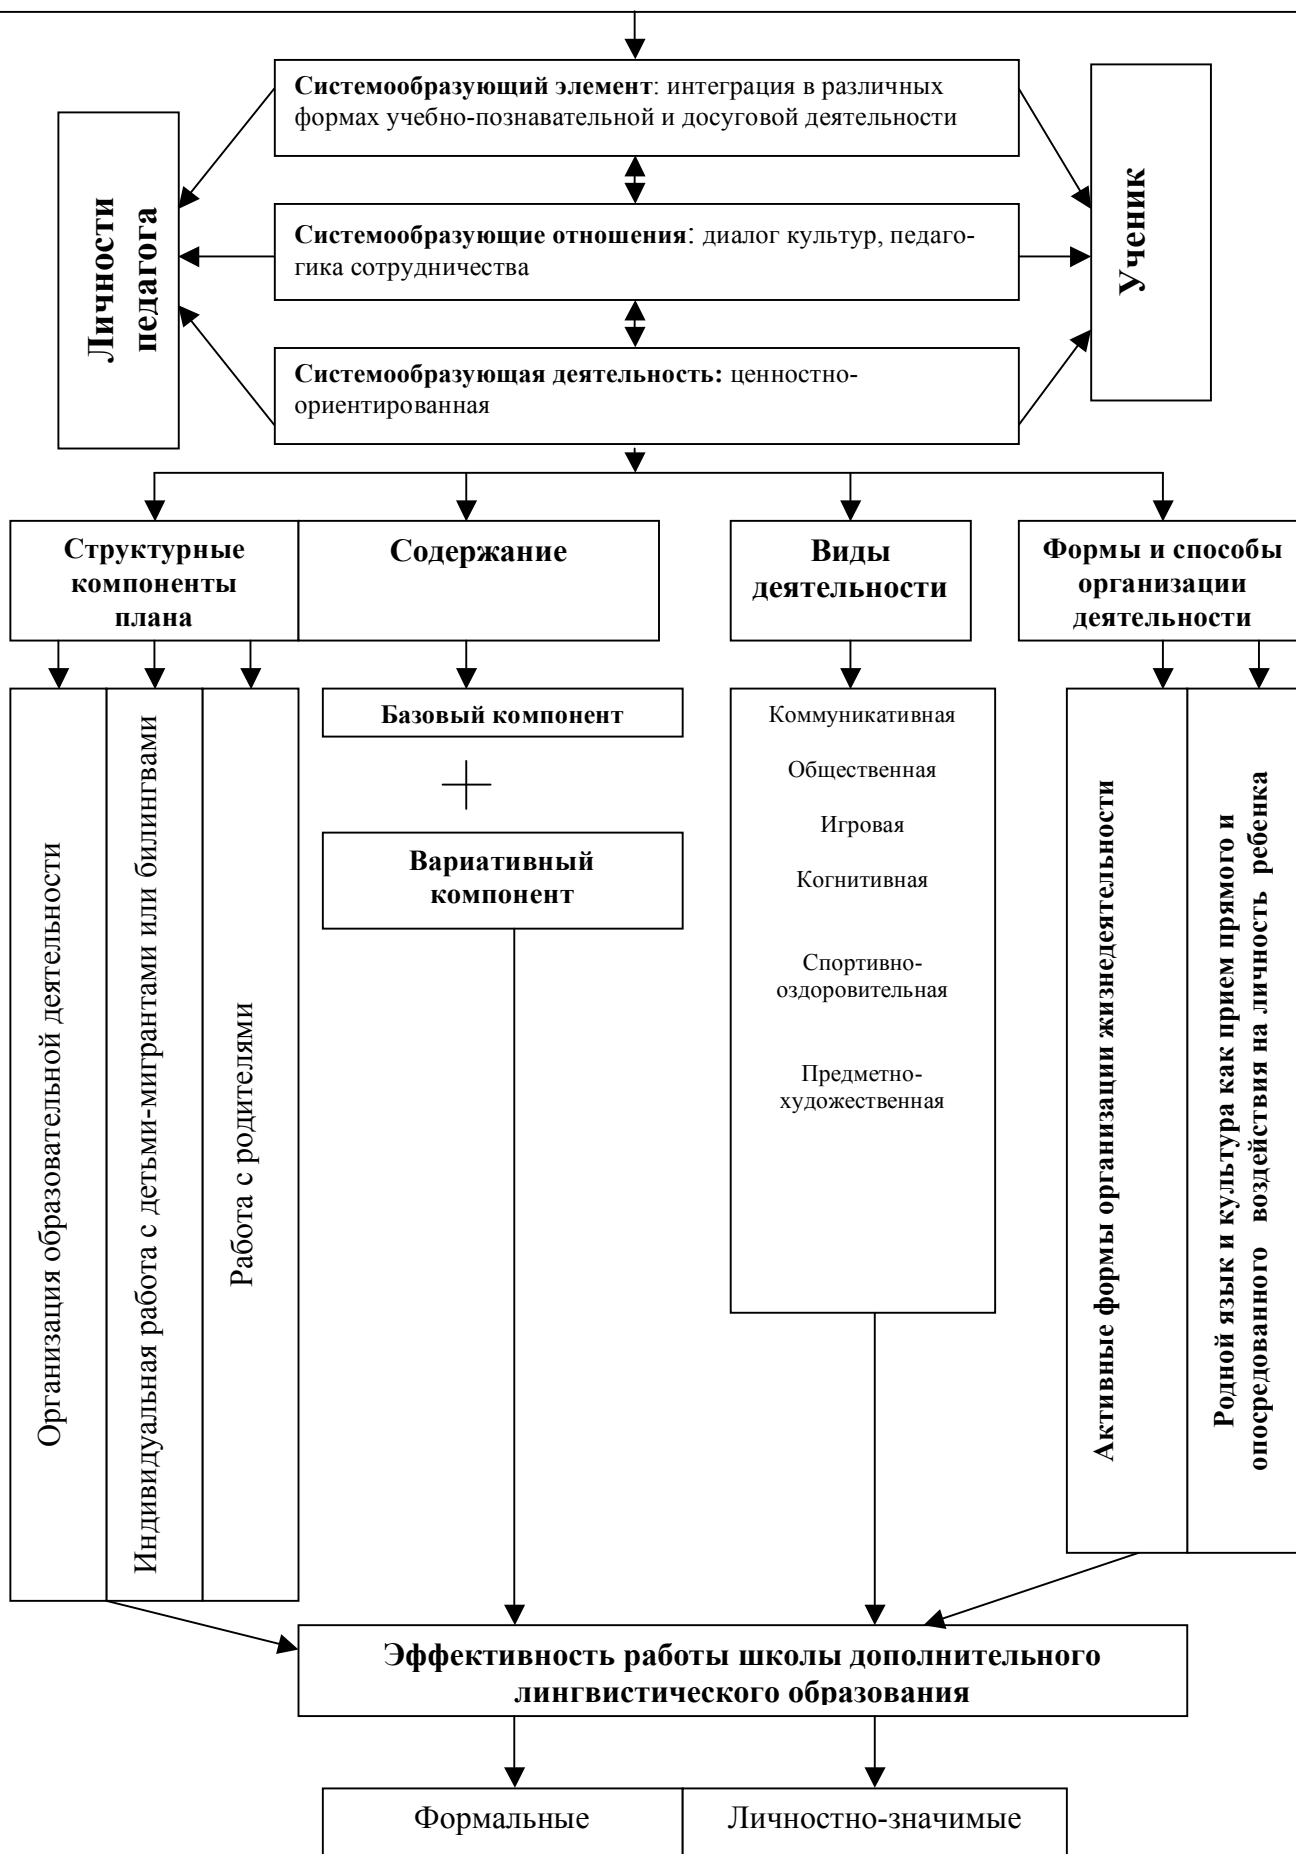 Системообразующий элемент: интеграция в различных
формах учебно-познавательной и досуговой деятельности
Личности
педагога
Ученик
Системообразующие отношения: диалог культур, педаго-
гика сотрудничества
Системообразующая деятельность: ценностно-
ориентированная
Структурные
компоненты
плана
Содержание
Виды
деятельности
Формы и способы
организации
деятельности
Организация образовательной деятельности
Индивидуальная работа с детьми-мигрантами или билингвами
Работа с родителями
Базовый компонент
Вариативный
компонент
Коммуникативная
Общественная
Игровая
Когнитивная
Спортивно-
оздоровительная
Предметно-
художественная
Активные формы организации жизнедеятельности
Родной язык и культура как прием прямого и
опосредованного воздействия на личность ребенка
Эффективность работы школы дополнительного
лингвистического образования
Формальные
Личностно-значимые